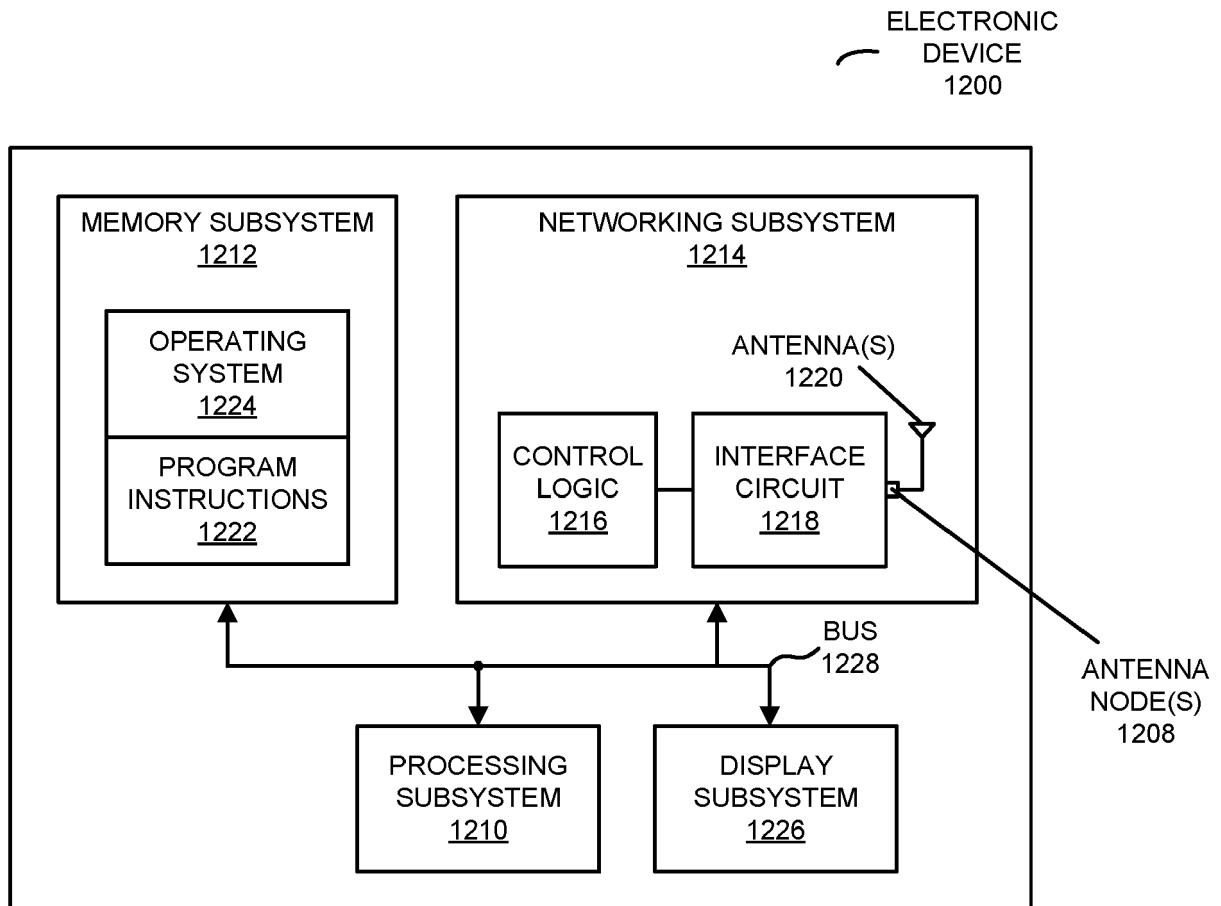 ELECTRONIC
DEVICE
1200
MEMORY SUBSYSTEM
1212
OPERATING
SYSTEM
1224
PROGRAM
INSTRUCTIONS
1222
NETWORKING SUBSYSTEM
1214
ANTENNA(S)
1220
CONTROL
LOGIC
1216
INTERFACE
CIRCUIT
1218
BUS
1228
ANTENNA
NODE(S)
1208
PROCESSING
SUBSYSTEM
1210
DISPLAY
SUBSYSTEM
1226